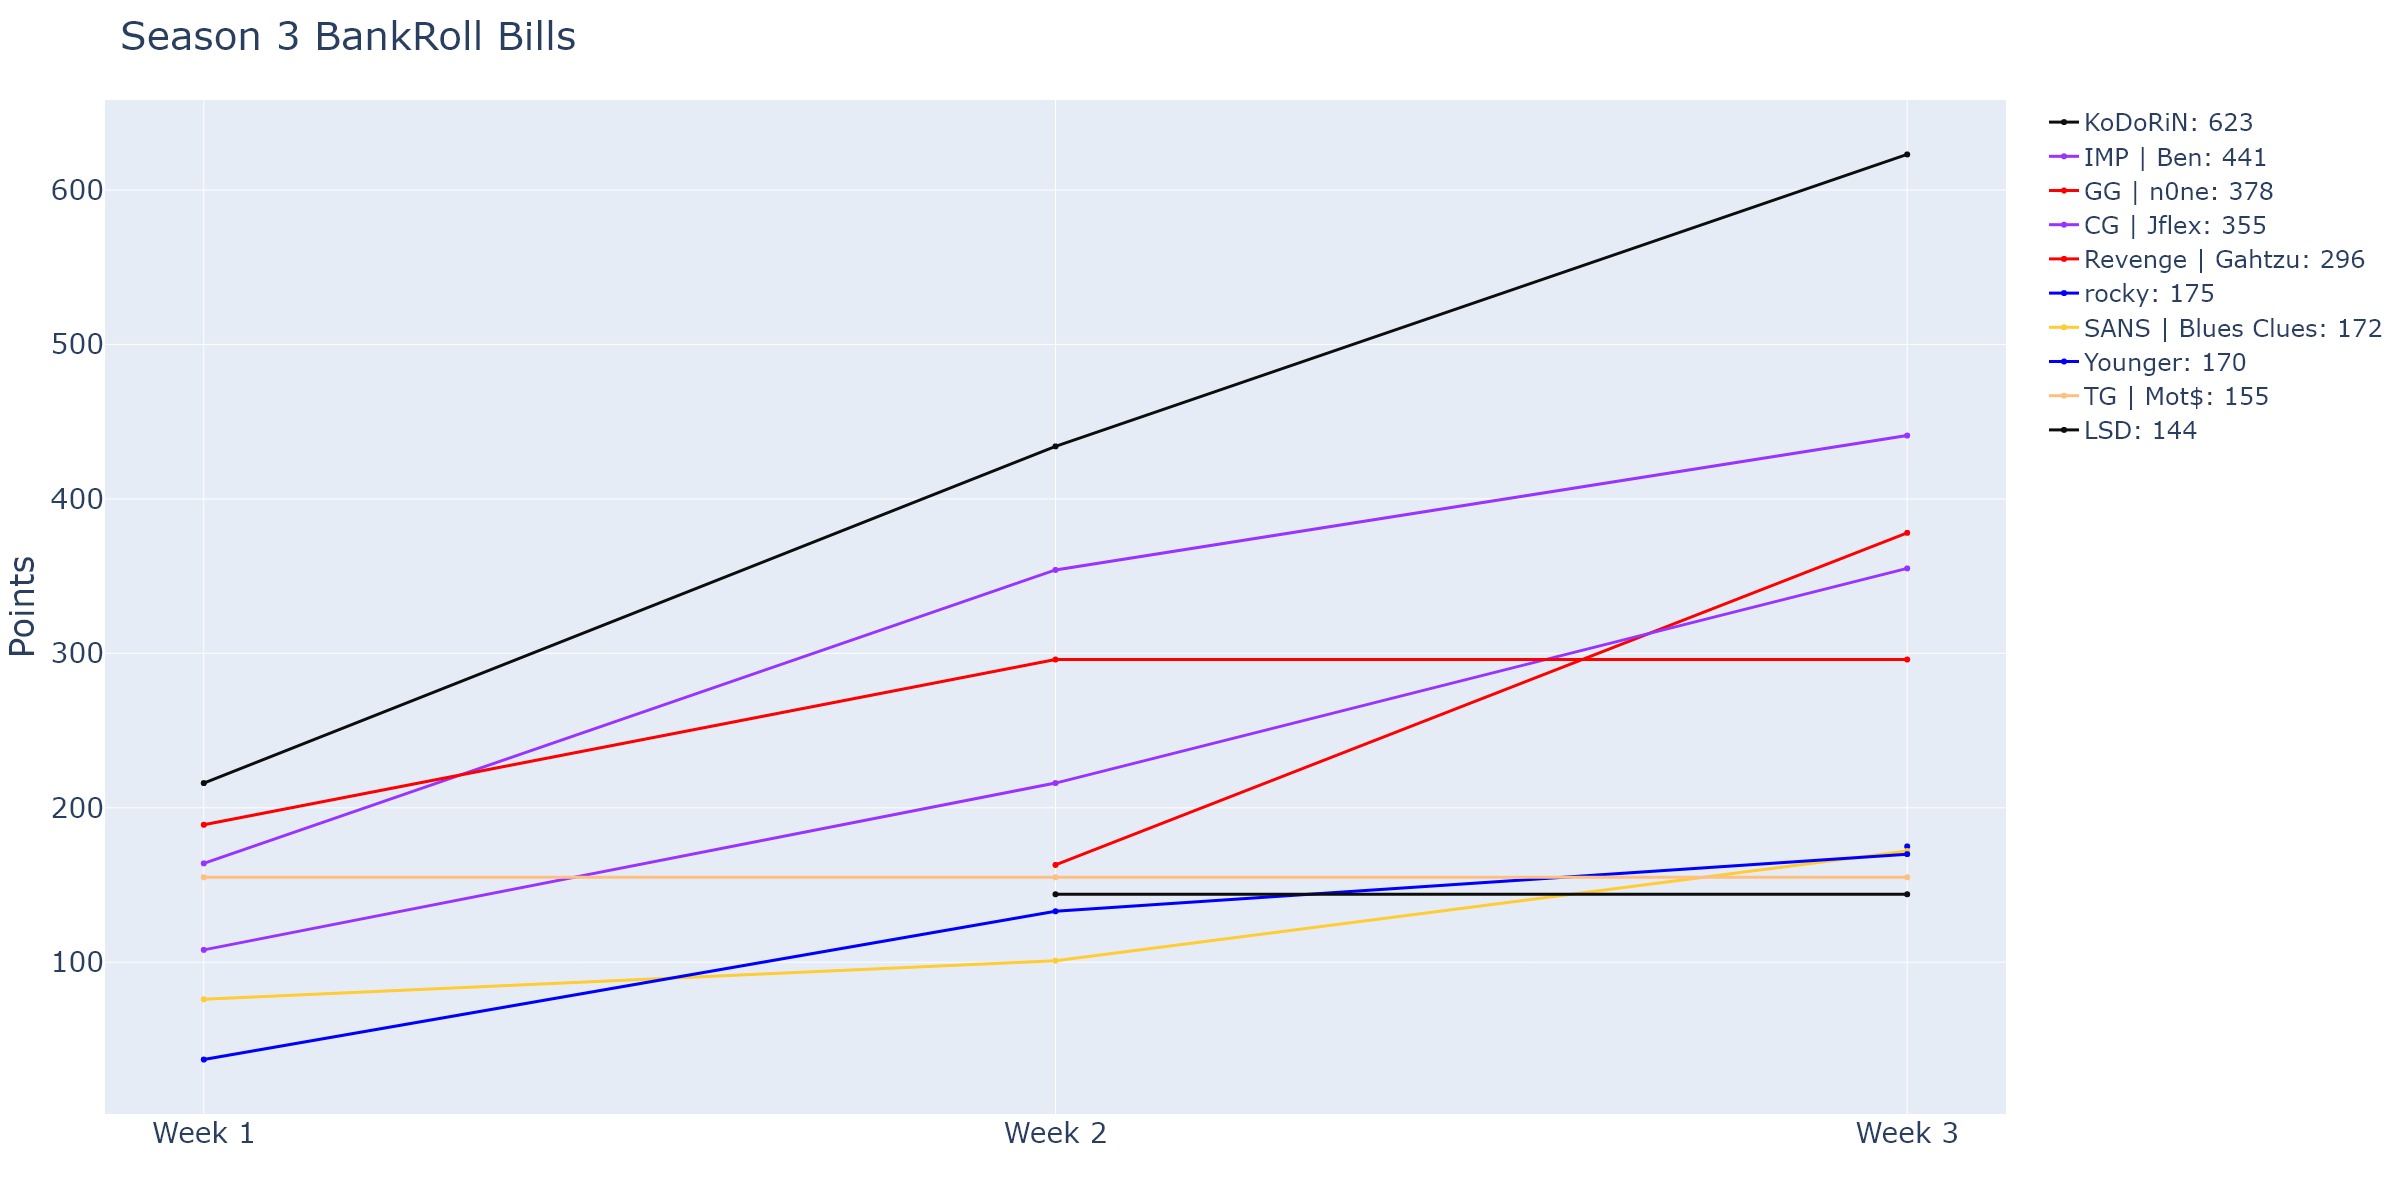 Season 3 BankRoll Bills
Points
600
500
400
300
200
100
Week 1
Week 2
Week 3
KoDoRiN: 623
IMP | Ben: 441
GG | n0ne: 378
CG | Jflex: 355
Revenge | Gahtzu: 296
rocky: 175
SANS | Blues Clues: 172
Younger: 170
TG | Mot$: 155
LSD: 144